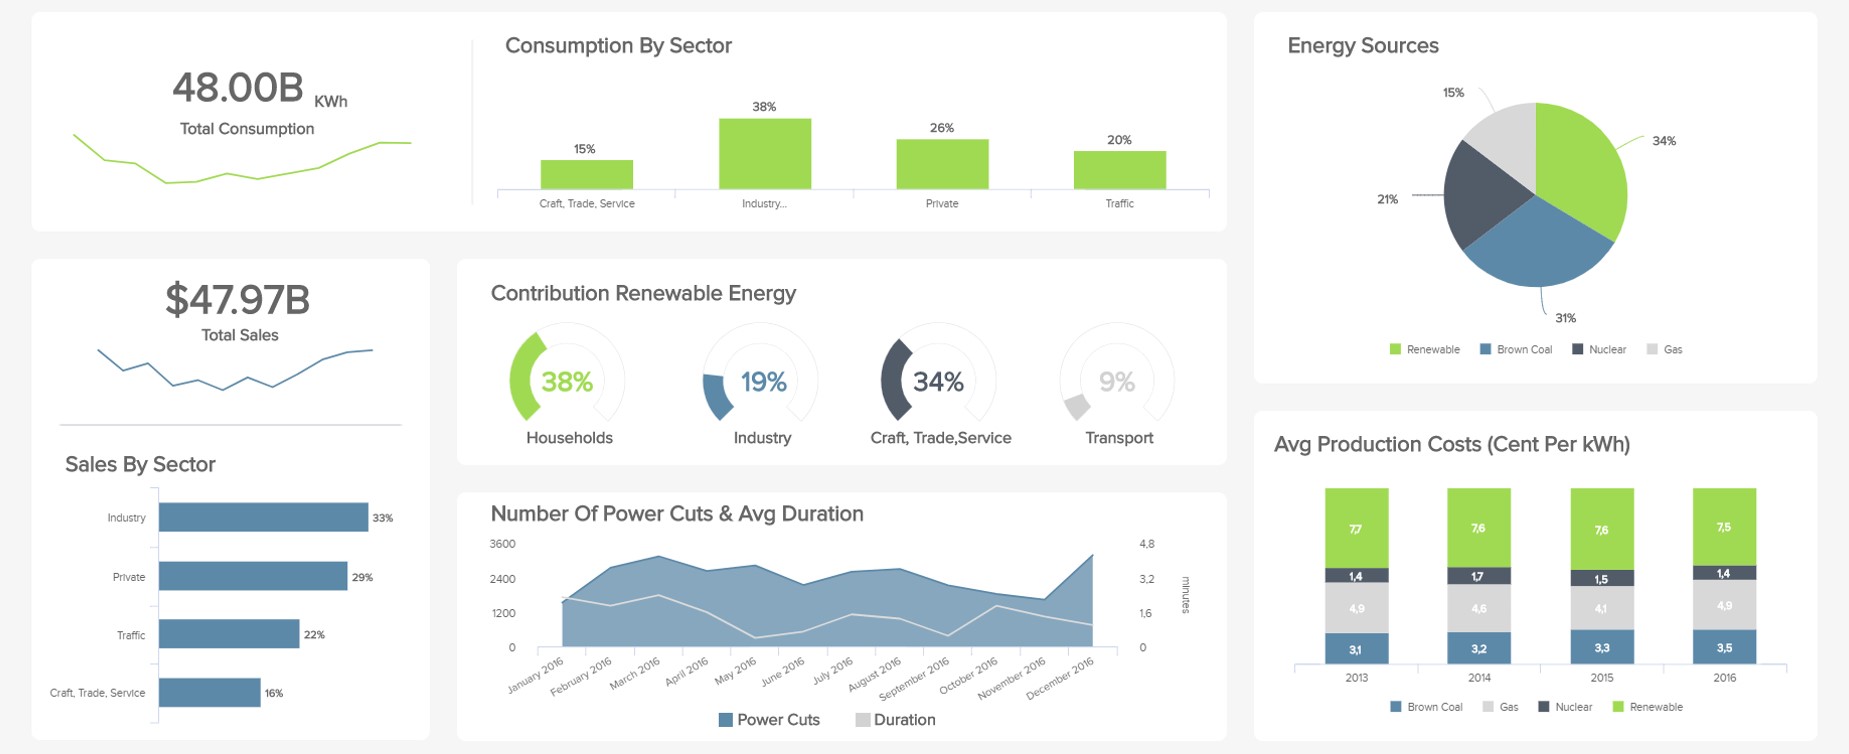 48.00B KWh
Total Consumption
Consumption By Sector
15%
38%
26%
20%
Craft, Trade, Service
Industry...
Private
Traffic
Energy Sources
15%
34%
21%
31%
Renewable Brown Coal Nuclear Gas
$47.97B
Total Sales
Sales By Sector
Industry 33%
Private 29%
Traffic 22%
Craft, Trade, Service 16%
Contribution Renewable Energy
38%
Households
19%
Industry
34%
Craft, Trade,Service
9%
Transport
Number Of Power Cuts & Avg Duration
3600
2400
1200
0
4,8
3,2
1,6
0
minutes
January 2016
February 2016
March 2016
April 2016
May 2016
June 2016
July 2016
August 2016
September 2016
October 2016
November 2016
December 2016
Power Cuts Duration
Avg Production Costs (Cent Per kWh)
7,7 7,6 7,6 7,5
1,4 1,7 1,5 1,4
4,9 4,6 4,1 4,9
3,1 3,2 3,3 3,5
2013 2014 2015 2016
Brown Coal Gas Nuclear Renewable